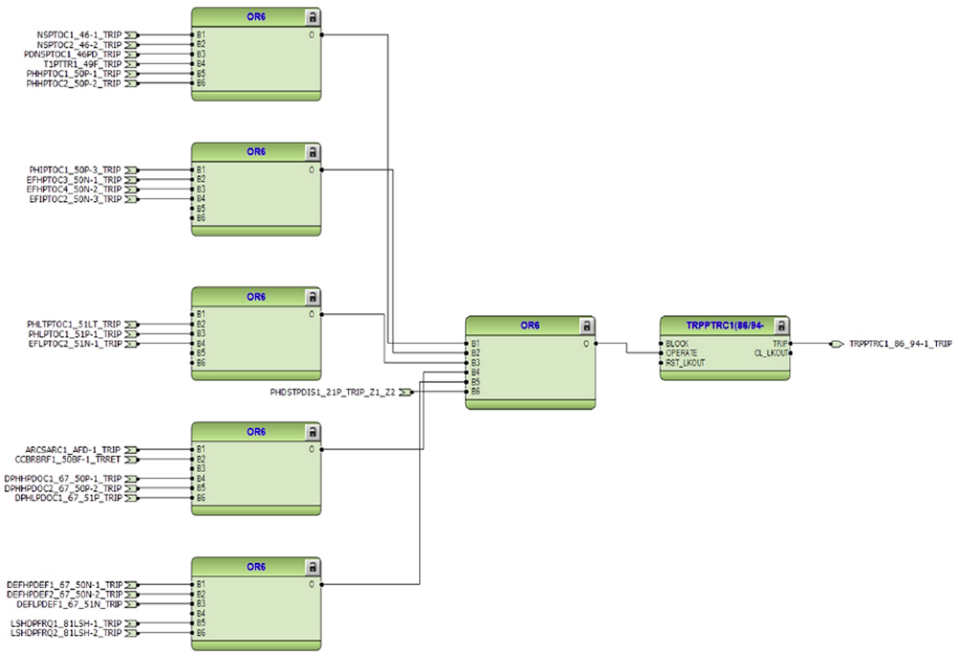 OR6
NSPTOC1_46-1_TRIP B1 O
NSPTOC2_46-2_TRIP B2
PDNSPTOC1_46PD_TRIP B3
T1PTTR1_49F_TRIP B4
PHHPTOC1_50P-1_TRIP B5
PHHPTOC2_50P-2_TRIP B6
OR6
PHIPTOC1_50P-3_TRIP B1 O
EFHPTOC3_50N-1_TRIP B2
EFHPTOC4_50N-2_TRIP B3
EFIPTOC2_50N-3_TRIP B4
B5
B6
OR6
B1 O
PHLTPTOC1_51LT_TRIP B2
PHLPTOC1_51P-1_TRIP B3
EFLPTOC2_51N-1_TRIP B4
B5
B6
OR6
B1 O
B2
B3
B4
B5
PHDSTPDIS1_21P_TRIP_Z1_Z2 B6
TRPPTRC1(86/94-
BLOCK TRIP TRPPTRC1_86_94-1_TRIP
OPERATE CL_LKOUT
RST_LKOUT
OR6
ARCSARC1_AFD-1_TRIP B1 O
CCBRBRF1_50BF-1_TRRET B2
B3
DPHHPDOC1_67_50P-1_TRIP B4
DPHHPDOC2_67_50P-2_TRIP B5
DPHLPDOC1_67_51P_TRIP B6
OR6
DEFHPDEF1_67_50N-1_TRIP B1 O
DEFHPDEF2_67_50N-2_TRIP B2
DEFLPDEF1_67_51N_TRIP B3
B4
LSHDPFRQ1_81LSH-1_TRIP B5
LSHDPFRQ2_81LSH-2_TRIP B6